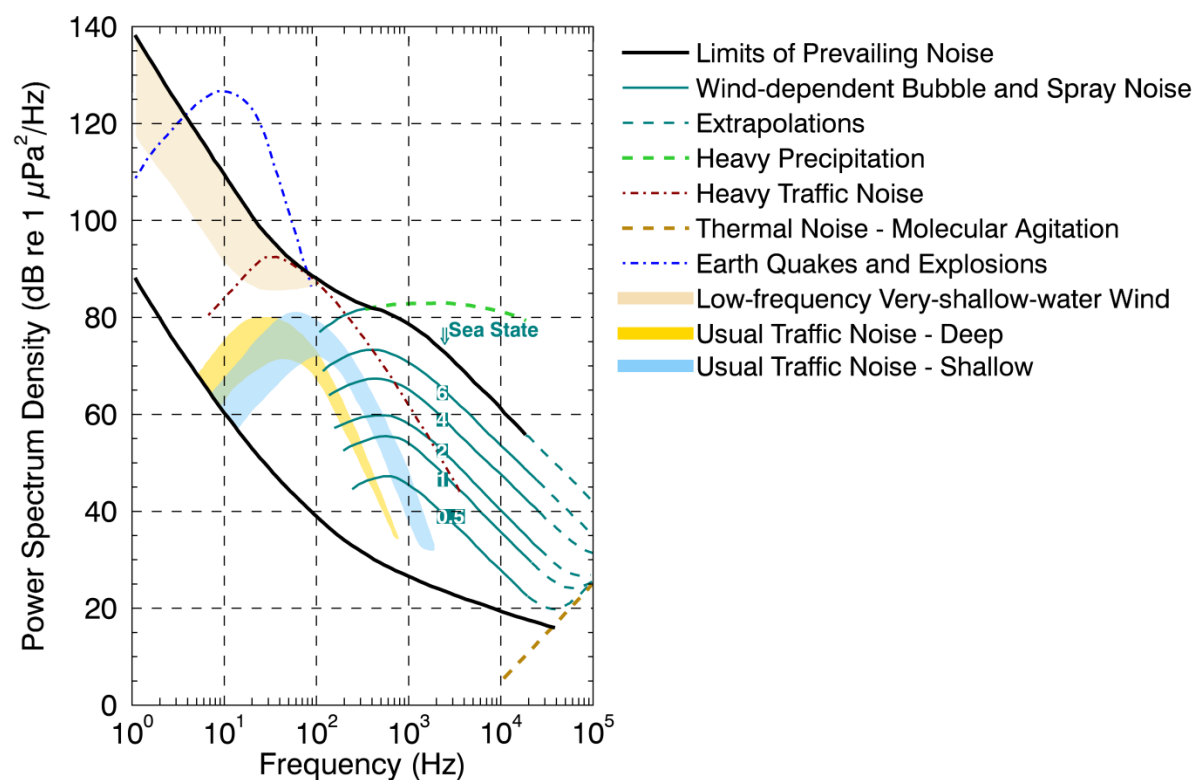 140
120
100
80
60
40
20
0
Power Spectrum Density (dB re 1 µPa²/Hz)
10⁰
10¹
10²
10³
10⁴
10⁵
Frequency (Hz)
⇓Sea State
6
4
2
1
0.5
Limits of Prevailing Noise
Wind-dependent Bubble and Spray Noise
Extrapolations
Heavy Precipitation
Heavy Traffic Noise
Thermal Noise - Molecular Agitation
Earth Quakes and Explosions
Low-frequency Very-shallow-water Wind
Usual Traffic Noise - Deep
Usual Traffic Noise - Shallow